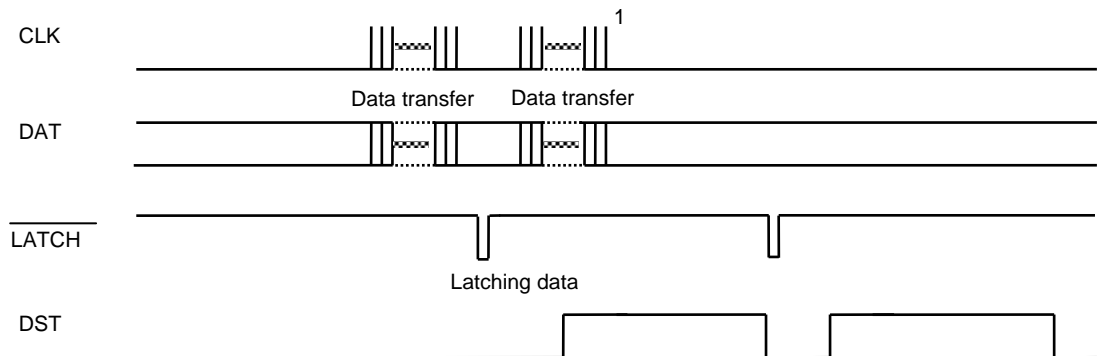 1
CLK
Data transfer Data transfer
DAT
LATCH
Latching data
DST